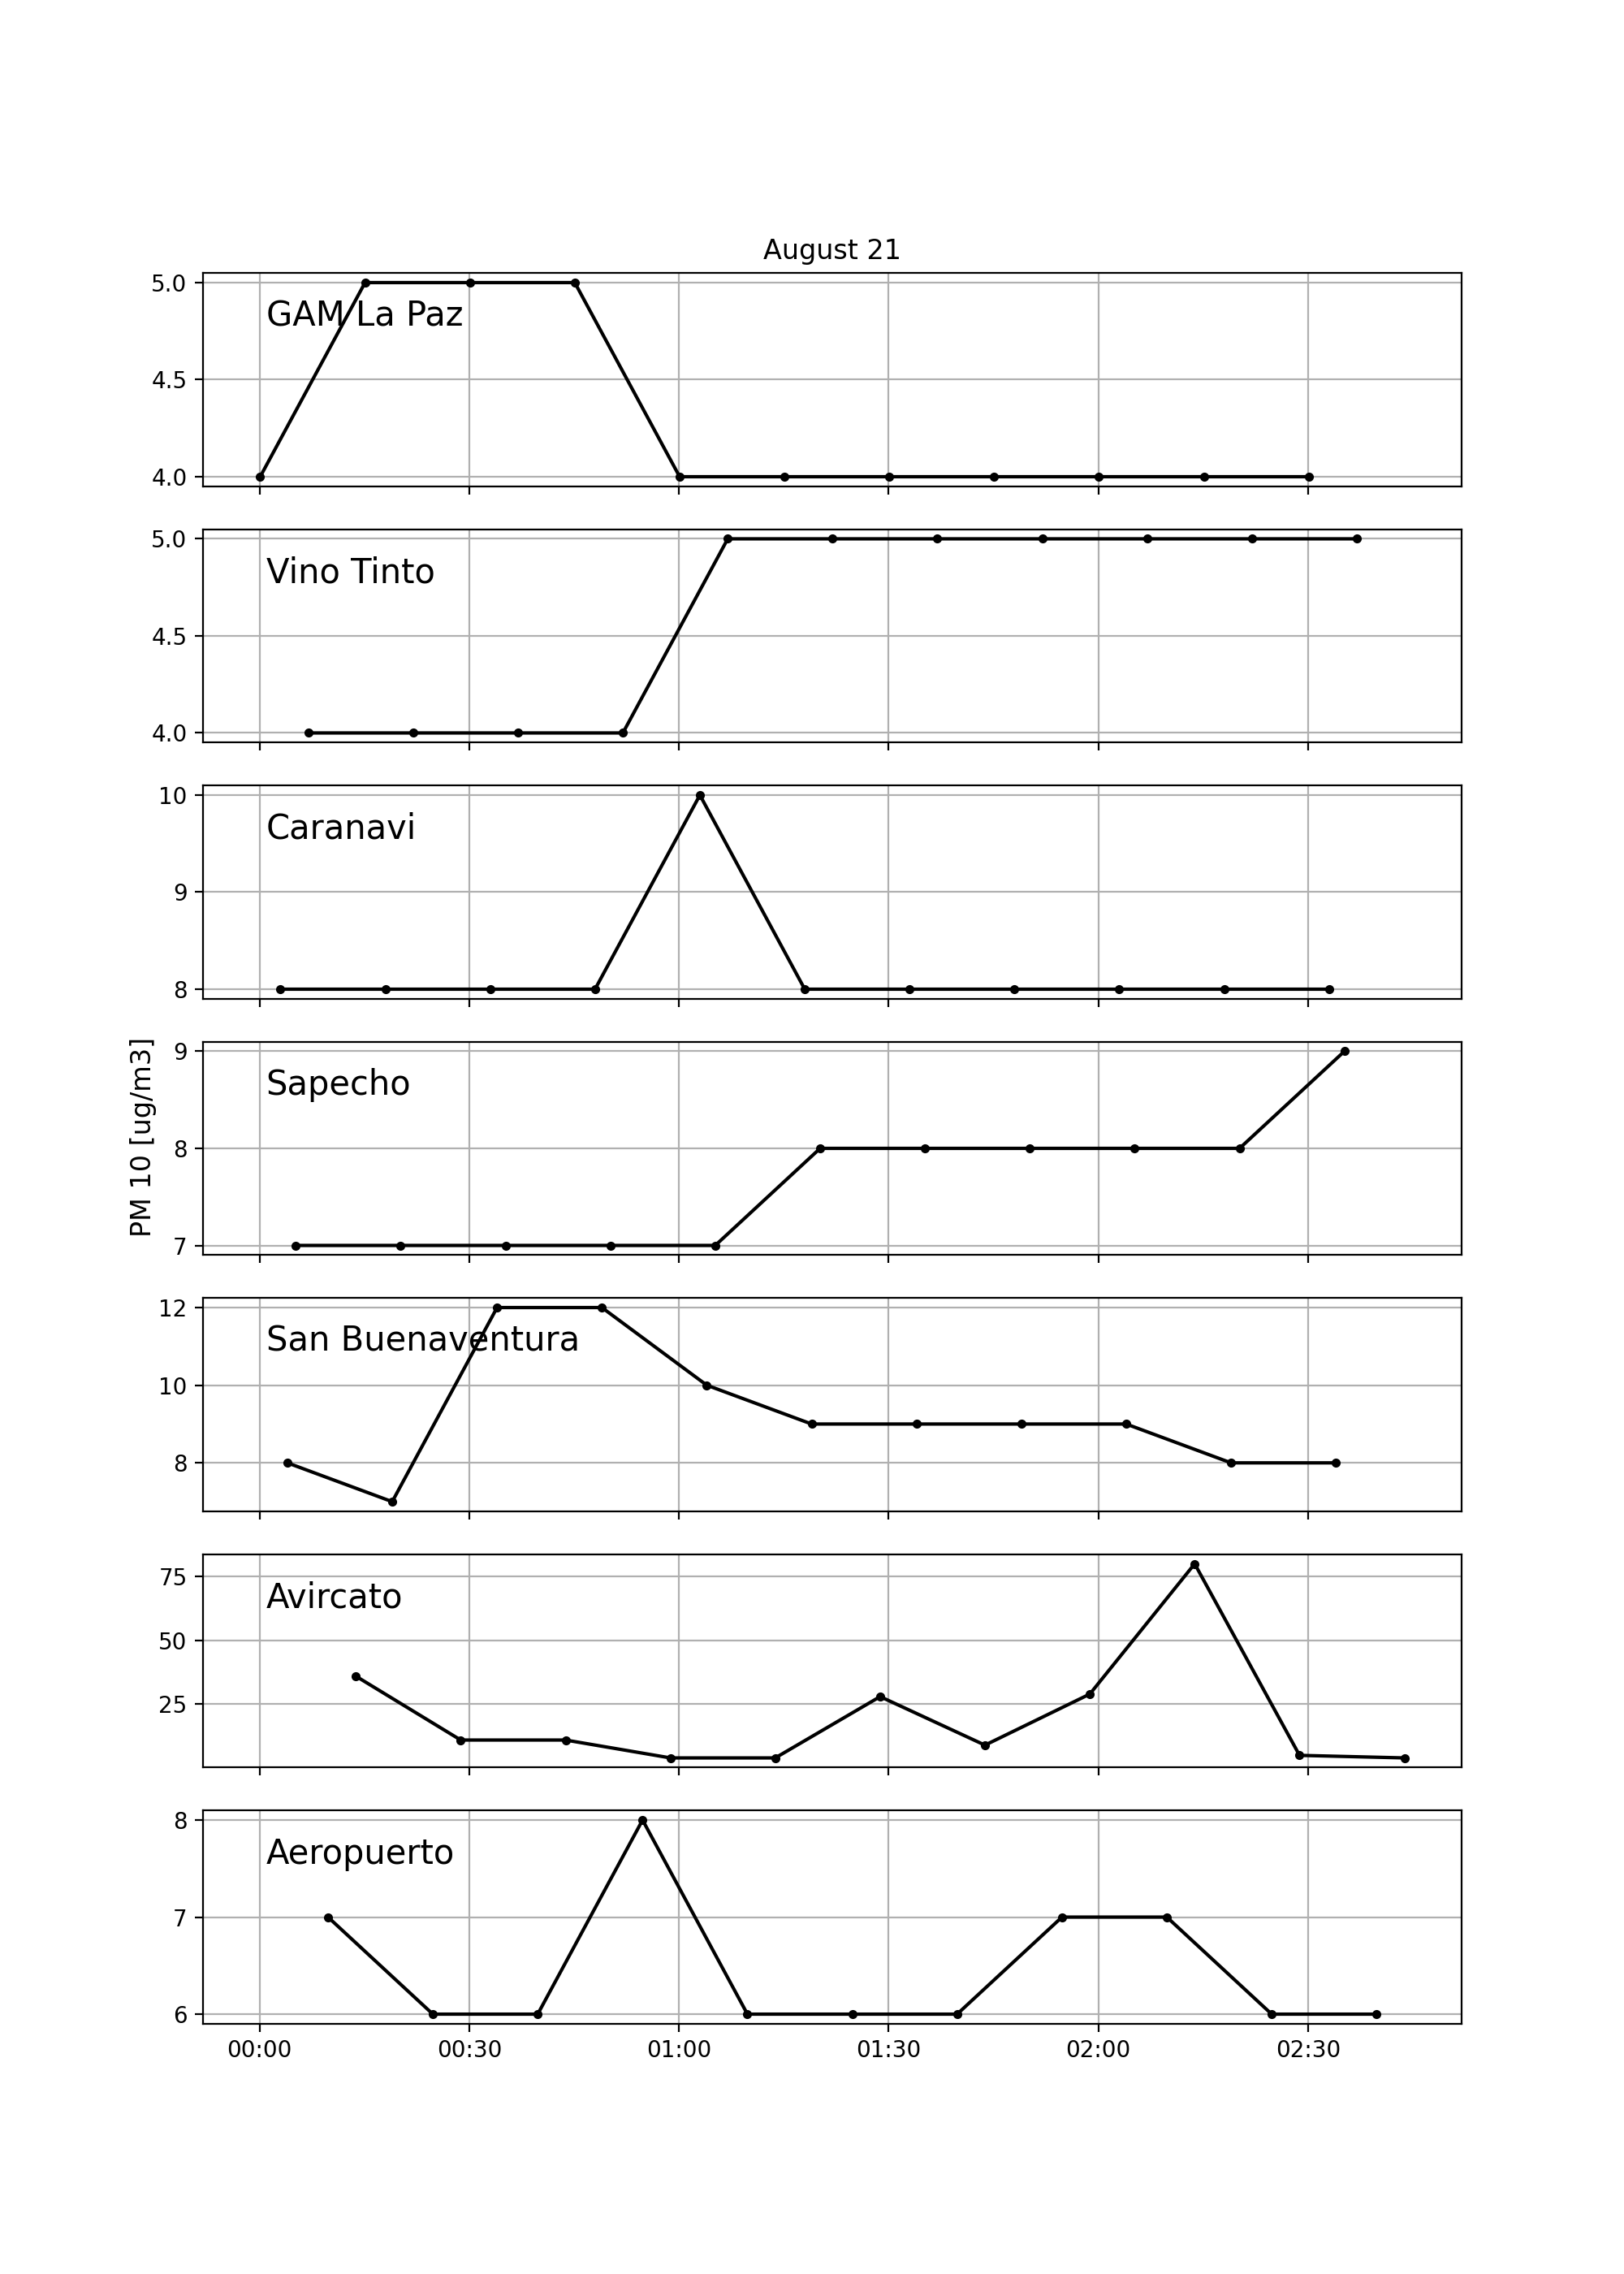 August 21
5.0
GAM La Paz
4.5
4.0
5.0
Vino Tinto
4.5
4.0
10
Caranavi
9
8
PM 10 [ug/m3]
9
Sapecho
8
7
12
San Buenaventura
10
8
75
Avircato
50
25
8
Aeropuerto
7
6
00:00 00:30 01:00 01:30 02:00 02:30